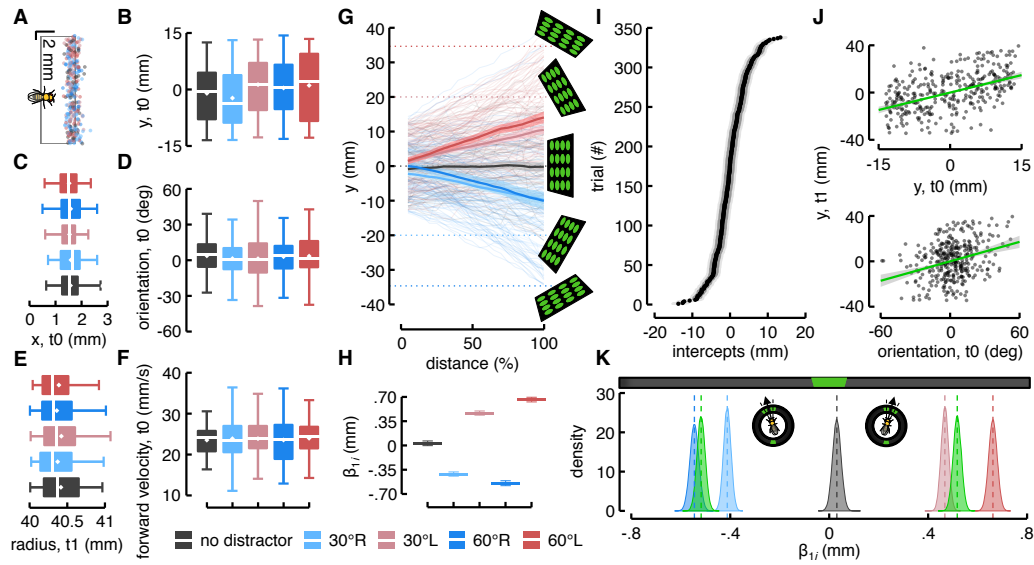 A
2 mm
B
y, t0 (mm)
15
0
-15
C
x, t0 (mm)
0 1 2 3
D
orientation, t0 (deg)
60
30
0
-30
-60
E
radius, t1 (mm)
40 40.5 41
F
forward velocity, t0 (mm/s)
40
30
20
10
G
y (mm)
40
30
20
10
0
-10
-20
-30
-40
0 50 100
distance (%)
H
β1i (mm)
.70
.35
0
-.35
-.70
no distractor 30°R 30°L 60°R 60°L
I
trial (#)
350
300
250
200
150
100
50
0
-20 -10 0 10 20
intercepts (mm)
J
y, t1 (mm)
40
0
-40
-15 0 15
y, t0 (mm)
40
0
-40
-60 0 60
orientation, t0 (deg)
K
density
30
20
10
0
-.8 -.4 0 .4 .8
β1i (mm)